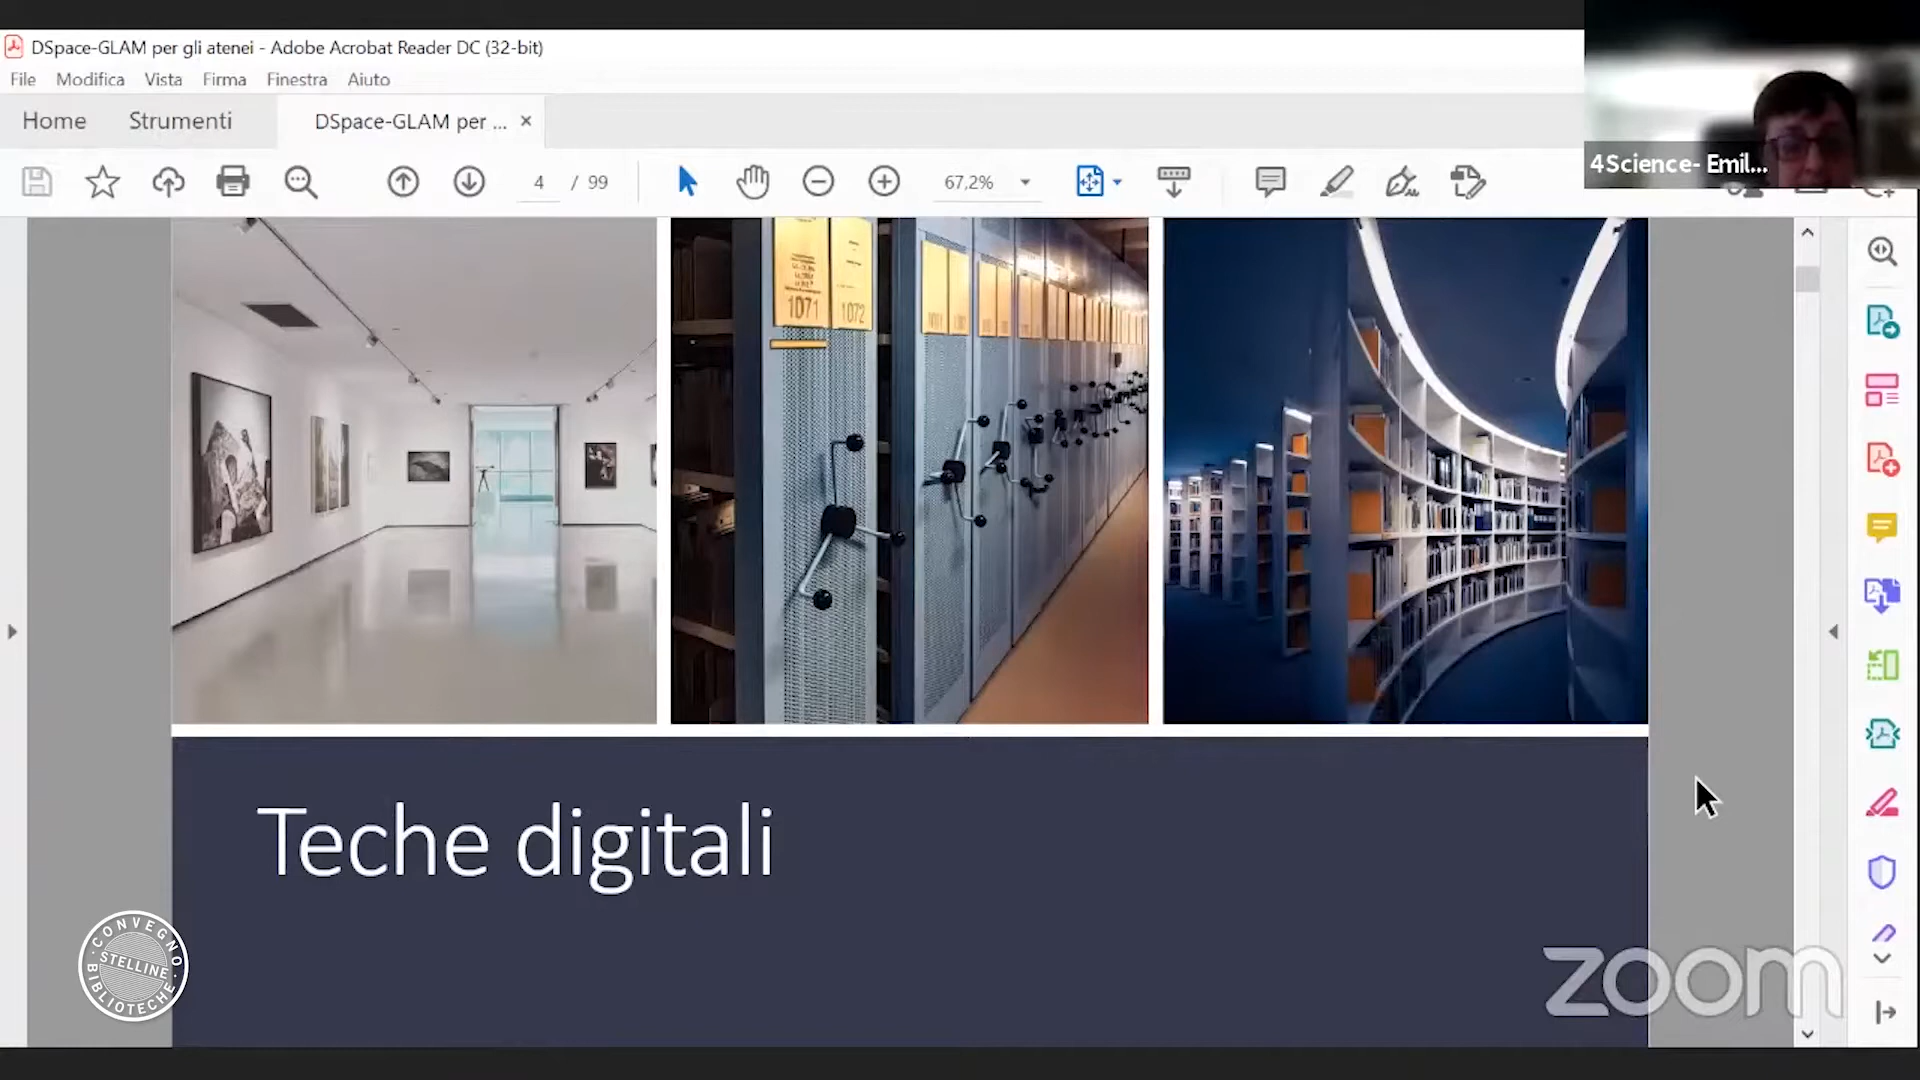 DSpace-GLAM per gli atenei - Adobe Acrobat Reader DC (32-bit)
File Modifica Vista Firma Finestra Aiuto
Home Strumenti DSpace-GLAM per ... ×
4 / 99 67,2%
4Science- Emil...
1071 1072
Teche digitali
CONVEGNO
STELLINE
BIBLIOTECHE
zoom